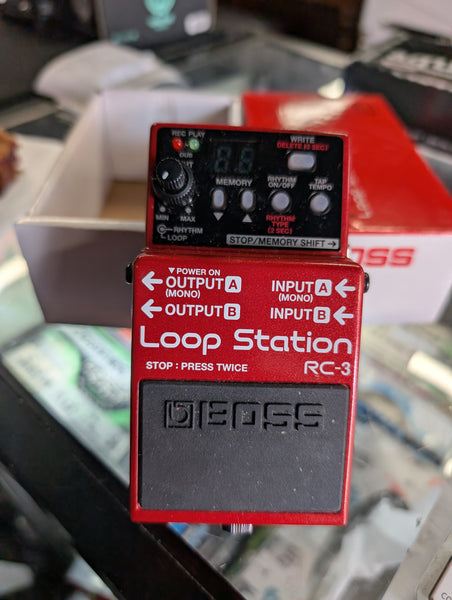 REC PLAY
DUB
WRITE
DELETE (2 SEC)
MEMORY
RHYTHM
ON/OFF
TAP
TEMPO
MIN
MAX
RHYTHM
TYPE
(2 SEC)
RHYTHM
LOOP
STOP/MEMORY SHIFT →
▼ POWER ON
← OUTPUT A
(MONO)
INPUT A ←
(MONO)
← OUTPUT B
INPUT B ←
Loop Station
STOP : PRESS TWICE
RC-3
BOSS
BOSS